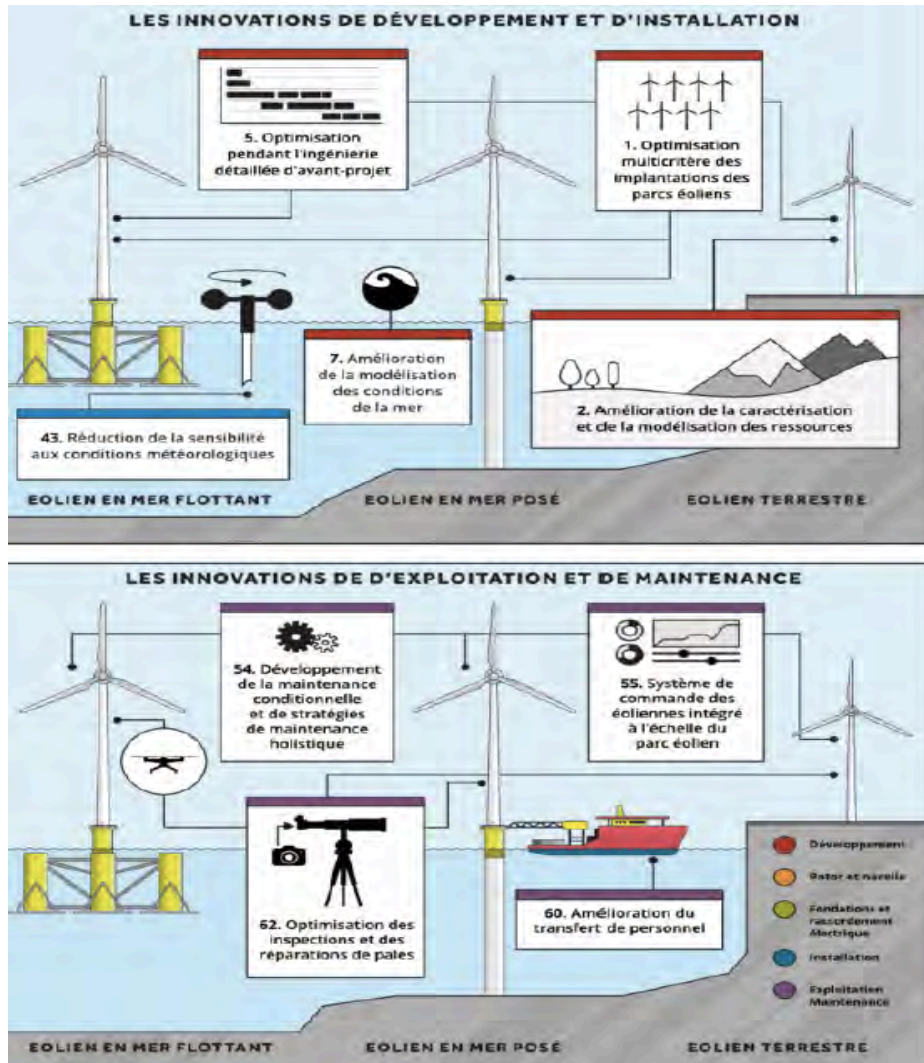 LES INNOVATIONS DE DÉVELOPPEMENT ET D'INSTALLATION
5. Optimisation
pendant l'ingénierie
détaillée d'avant-projet
1. Optimisation
multicritère des
implantations des
parcs éoliens
7. Amélioration
de la modélisation
des conditions
de la mer
2. Amélioration de la caractérisation
et de la modélisation des ressources
43. Réduction de la sensibilité
aux conditions météorologiques
EOLIEN EN MER FLOTTANT
EOLIEN EN MER POSÉ
EOLIEN TERRESTRE
LES INNOVATIONS DE D'EXPLOITATION ET DE MAINTENANCE
54. Développement
de la maintenance
conditionnelle
et de stratégies
de maintenance
holistique
55. Système de
commande des
éoliennes intégré
à l'échelle du
parc éolien
62. Optimisation des
inspections et des
réparations de pales
60. Amélioration du
transfert de personnel
Développement
Rotor et nacelle
Fondations et
raccordement
électrique
Installation
Exploitation
Maintenance
EOLIEN EN MER FLOTTANT
EOLIEN EN MER POSÉ
EOLIEN TERRESTRE